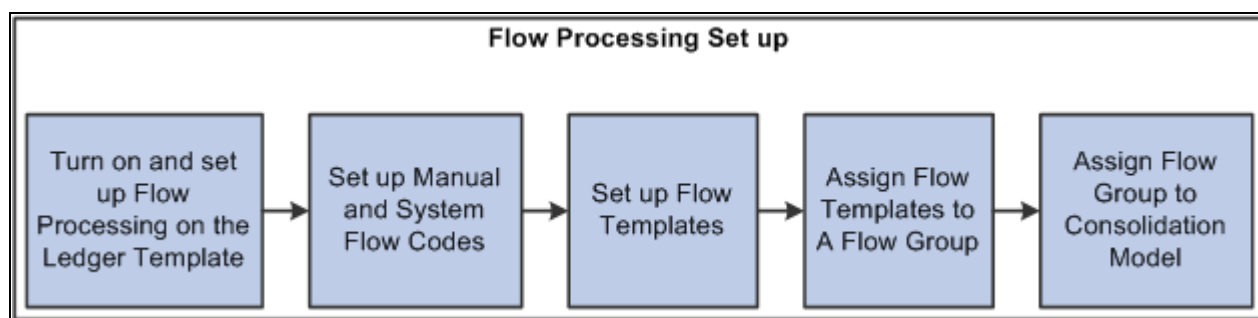 Flow Processing Set up
Turn on and set
up Flow
Processing on the
Ledger Template
Set up Manual
and System
Flow Codes
Set up Flow
Templates
Assign Flow
Templates to
A Flow Group
Assign Flow
Group to
Consolidation
Model